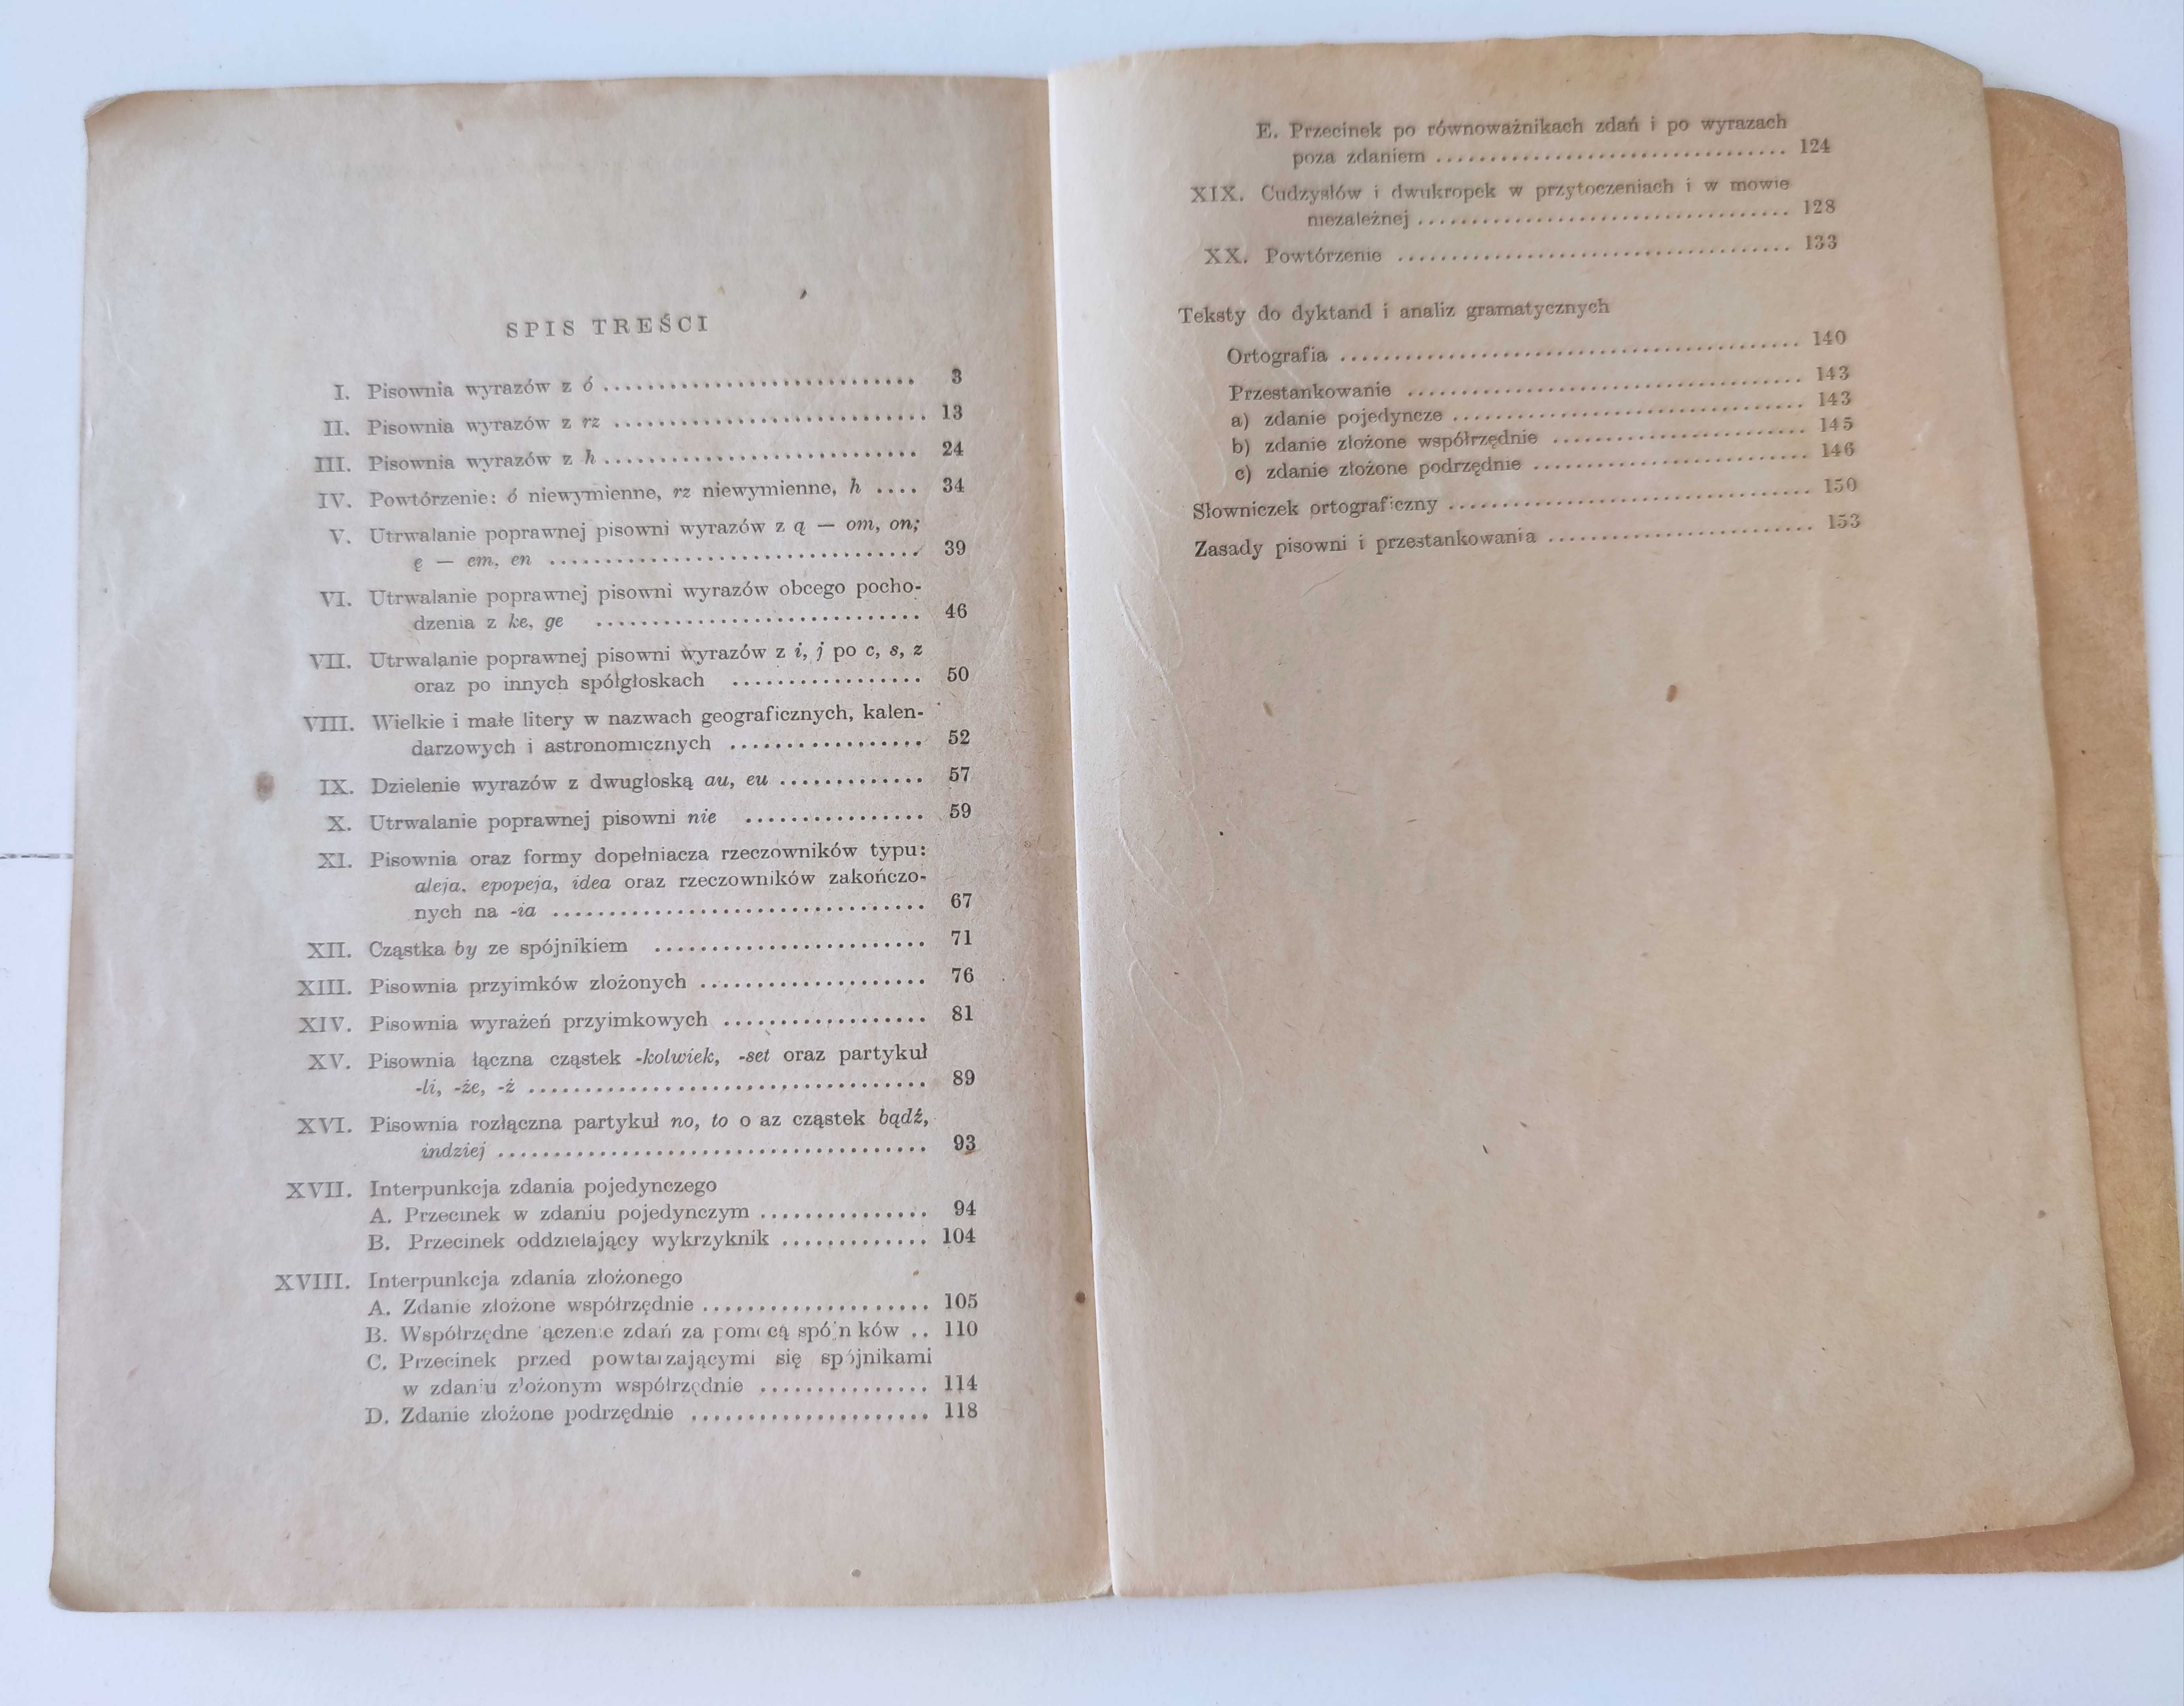 SPIS TREŚCI
I. Pisownia wyrazów z ó .......... 3
II. Pisownia wyrazów z rz .......... 13
III. Pisownia wyrazów z h .......... 24
IV. Powtórzenie: ó niewymienne, rz niewymienne, h .... 34
V. Utrwalanie poprawnej pisowni wyrazów z ą — om, on;
ę — em, en .......... 39
VI. Utrwalanie poprawnej pisowni wyrazów obcego pocho-
dzenia z ke, ge .......... 46
VII. Utrwalanie poprawnej pisowni wyrazów z i, j po c, s, z
oraz po innych spółgłoskach .......... 50
VIII. Wielkie i małe litery w nazwach geograficznych, kalen-
darzowych i astronomicznych .......... 52
IX. Dzielenie wyrazów z dwugłoską au, eu .......... 57
X. Utrwalanie poprawnej pisowni nie .......... 59
XI. Pisownia oraz formy dopełniacza rzeczowników typu:
aleja, epopeja, idea oraz rzeczowników zakończo-
nych na -ia .......... 67
XII. Cząstka by ze spójnikiem .......... 71
XIII. Pisownia przyimków złożonych .......... 76
XIV. Pisownia wyrażeń przyimkowych .......... 81
XV. Pisownia łączna cząstek -kolwiek, -set oraz partykuł
-li, -że, -ż .......... 89
XVI. Pisownia rozłączna partykuł no, to o az cząstek bądź,
indziej .......... 93
XVII. Interpunkcja zdania pojedynczego
A. Przecinek w zdaniu pojedynczym .......... 94
B. Przecinek oddzielający wykrzyknik .......... 104
XVIII. Interpunkcja zdania złożonego
A. Zdanie złożone współrzędnie .......... 105
B. Współrzędne łączenie zdań za pomocą spójników .. 110
C. Przecinek przed powtarzającymi się spójnikami
w zdaniu złożonym współrzędnie .......... 114
D. Zdanie złożone podrzędnie .......... 118
E. Przecinek po równoważnikach zdań i po wyrazach
poza zdaniem .......... 124
XIX. Cudzysłów i dwukropek w przytoczeniach i w mowie
niezależnej .......... 128
XX. Powtórzenie .......... 133
Teksty do dyktand i analiz gramatycznych
Ortografia .......... 140
Przestankowanie .......... 143
a) zdanie pojedyncze .......... 143
b) zdanie złożone współrzędnie .......... 145
c) zdanie złożone podrzędnie .......... 146
Słowniczek ortograficzny .......... 150
Zasady pisowni i przestankowania .......... 153